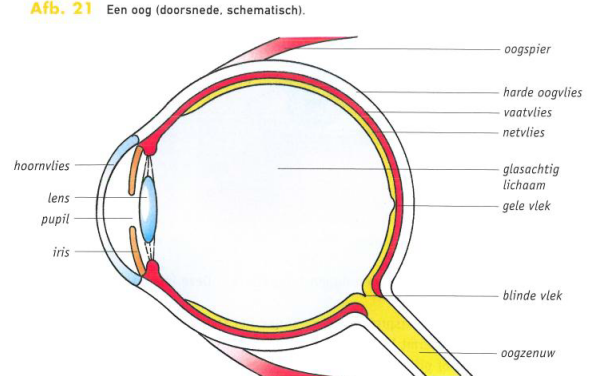 Afb. 21 Een oog (doorsnede, schematisch).
oogspier
harde oogvlies
vaatvlies
netvlies
hoornvlies
glasachtig
lichaam
lens
gele vlek
pupil
iris
blinde vlek
oogzenuw